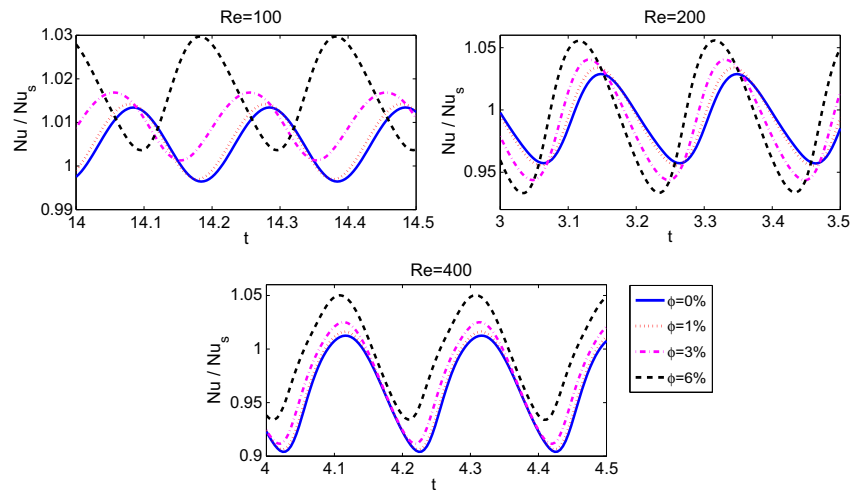 Re=100
Nu / Nus
1.03
1.02
1.01
1
0.99
14
14.1
14.2
14.3
14.4
14.5
t
Re=200
Nu / Nus
1.05
1
0.95
3
3.1
3.2
3.3
3.4
3.5
t
Re=400
Nu / Nus
1.05
1
0.95
0.9
4
4.1
4.2
4.3
4.4
4.5
t
ϕ=0%
ϕ=1%
ϕ=3%
ϕ=6%